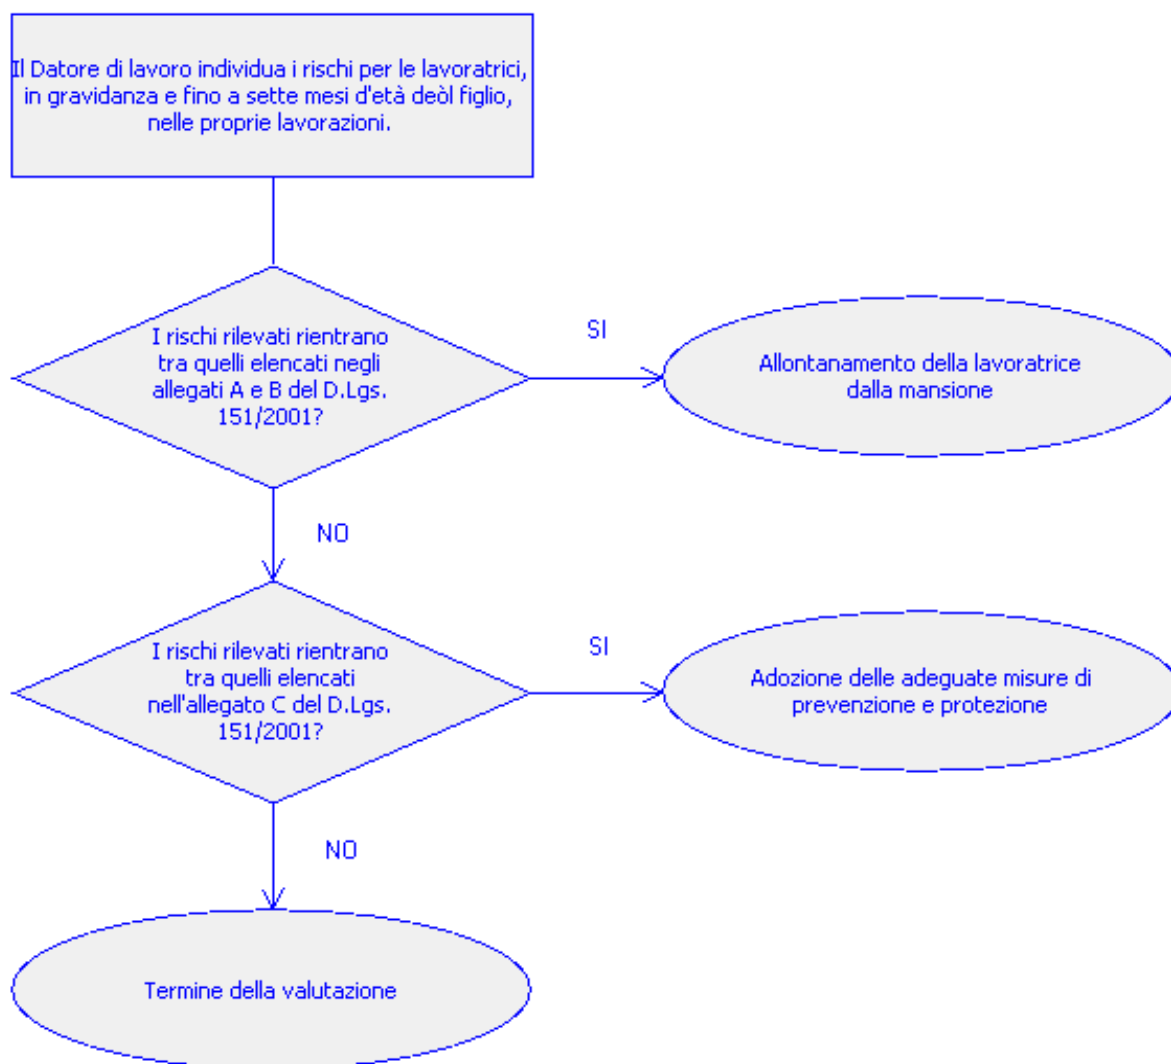 Il Datore di lavoro individua i rischi per le lavoratrici,
in gravidanza e fino a sette mesi d'età deòl figlio,
nelle proprie lavorazioni.
I rischi rilevati rientrano
tra quelli elencati negli
allegati A e B del D.Lgs.
151/2001?
SI
Allontanamento della lavoratrice
dalla mansione
NO
I rischi rilevati rientrano
tra quelli elencati
nell'allegato C del D.Lgs.
151/2001?
SI
Adozione delle adeguate misure di
prevenzione e protezione
NO
Termine della valutazione